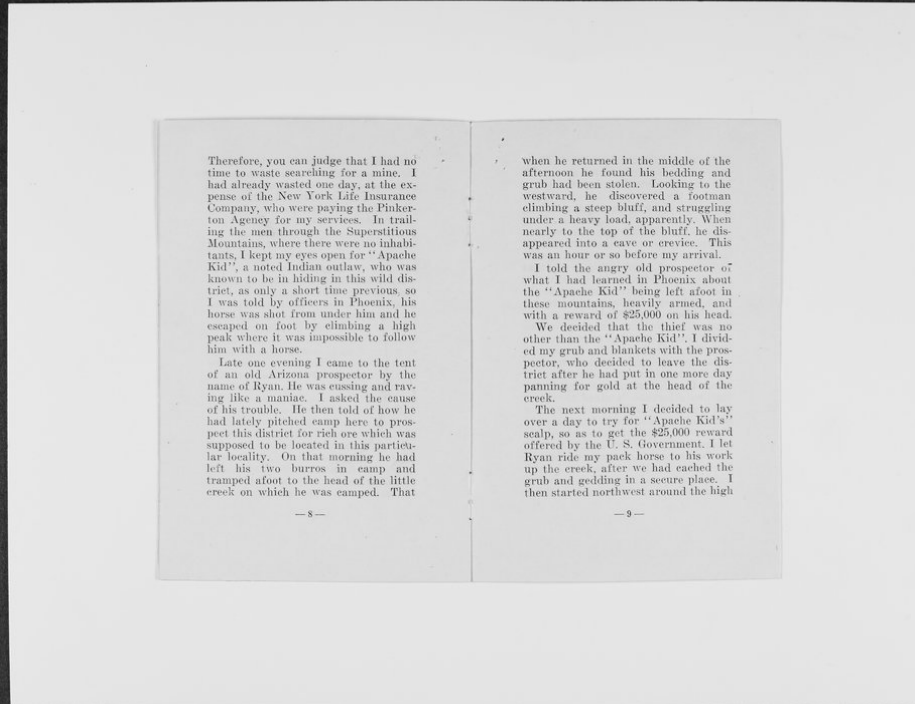 Therefore, you can judge that I had no
time to waste searching for a mine. I
had already wasted one day, at the ex-
pense of the New York Life Insurance
Company, who were paying the Pinker-
ton Agency for my services. In trail-
ing the men through the Superstitious
Mountains, where there were no inhabi-
tants, I kept my eyes open for "Apache
Kid", a noted Indian outlaw, who was
known to be in hiding in this wild dis-
trict, as only a short time previous, so
I was told by officers in Phoenix, his
horse was shot from under him and he
escaped on foot by climbing a high
peak where it was impossible to follow
him with a horse.
Late one evening I came to the tent
of an old Arizona prospector by the
name of Ryan. He was cussing and rav-
ing like a maniac. I asked the cause
of his trouble. He then told of how he
had lately pitched camp here to pros-
pect this district for rich ore which was
supposed to be located in this particu-
lar locality. On that morning he had
left his two burros in camp and
tramped afoot to the head of the little
creek on which he was camped. That
— 8 —
when he returned in the middle of the
afternoon he found his bedding and
grub had been stolen. Looking to the
westward, he discovered a footman
climbing a steep bluff, and struggling
under a heavy load, apparently. When
nearly to the top of the bluff, he dis-
appeared into a cave or crevice. This
was an hour or so before my arrival.
I told the angry old prospector of
what I had learned in Phoenix about
the "Apache Kid" being left afoot in
these mountains, heavily armed, and
with a reward of $25,000 on his head.
We decided that the thief was no
other than the "Apache Kid". I divid-
ed my grub and blankets with the pros-
pector, who decided to leave the dis-
trict after he had put in one more day
panning for gold at the head of the
creek.
The next morning I decided to lay
over a day to try for "Apache Kid's"
scalp, so as to get the $25,000 reward
offered by the U. S. Government. I let
Ryan ride my pack horse to his work
up the creek, after we had cached the
grub and gedding in a secure place. I
then started northwest around the high
— 9 —